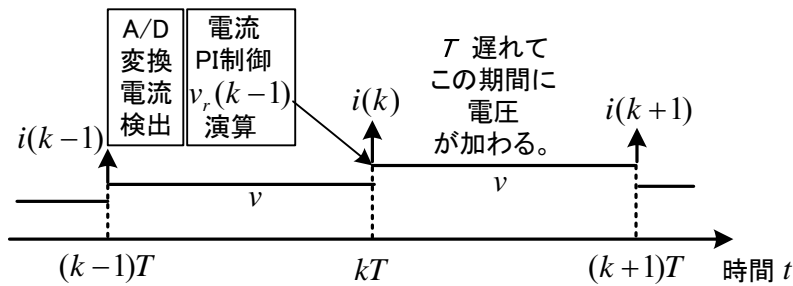 A/D
変換
電流
検出
電流
PI制御
v_r(k−1)
演算
T 遅れて
この期間に
電圧
が加わる。
i(k−1)
i(k)
i(k+1)
v
v
(k−1)T
kT
(k+1)T
時間 t